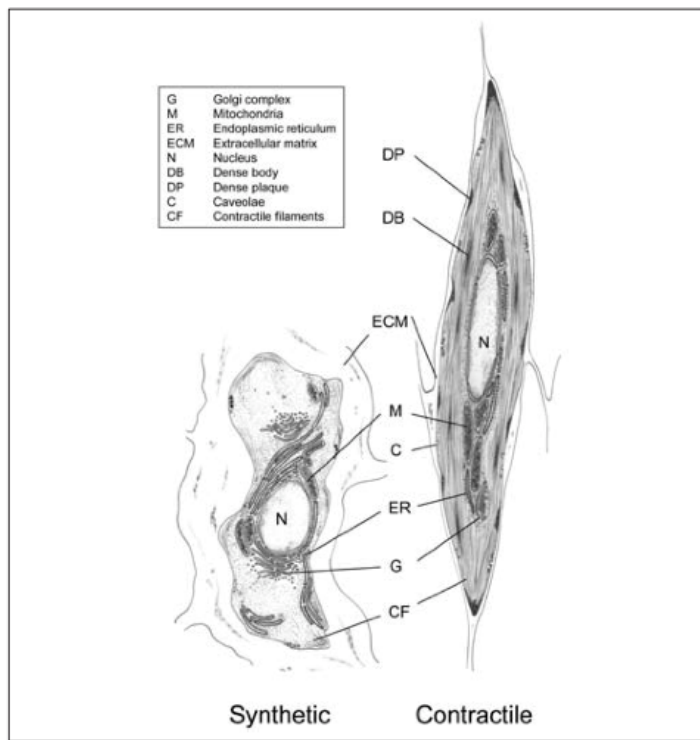 G Golgi complex
M Mitochondria
ER Endoplasmic reticulum
ECM Extracellular matrix
N Nucleus
DB Dense body
DP Dense plaque
C Caveolae
CF Contractile filaments
DP
DB
ECM
N
M
C
N
ER
G
CF
Synthetic Contractile